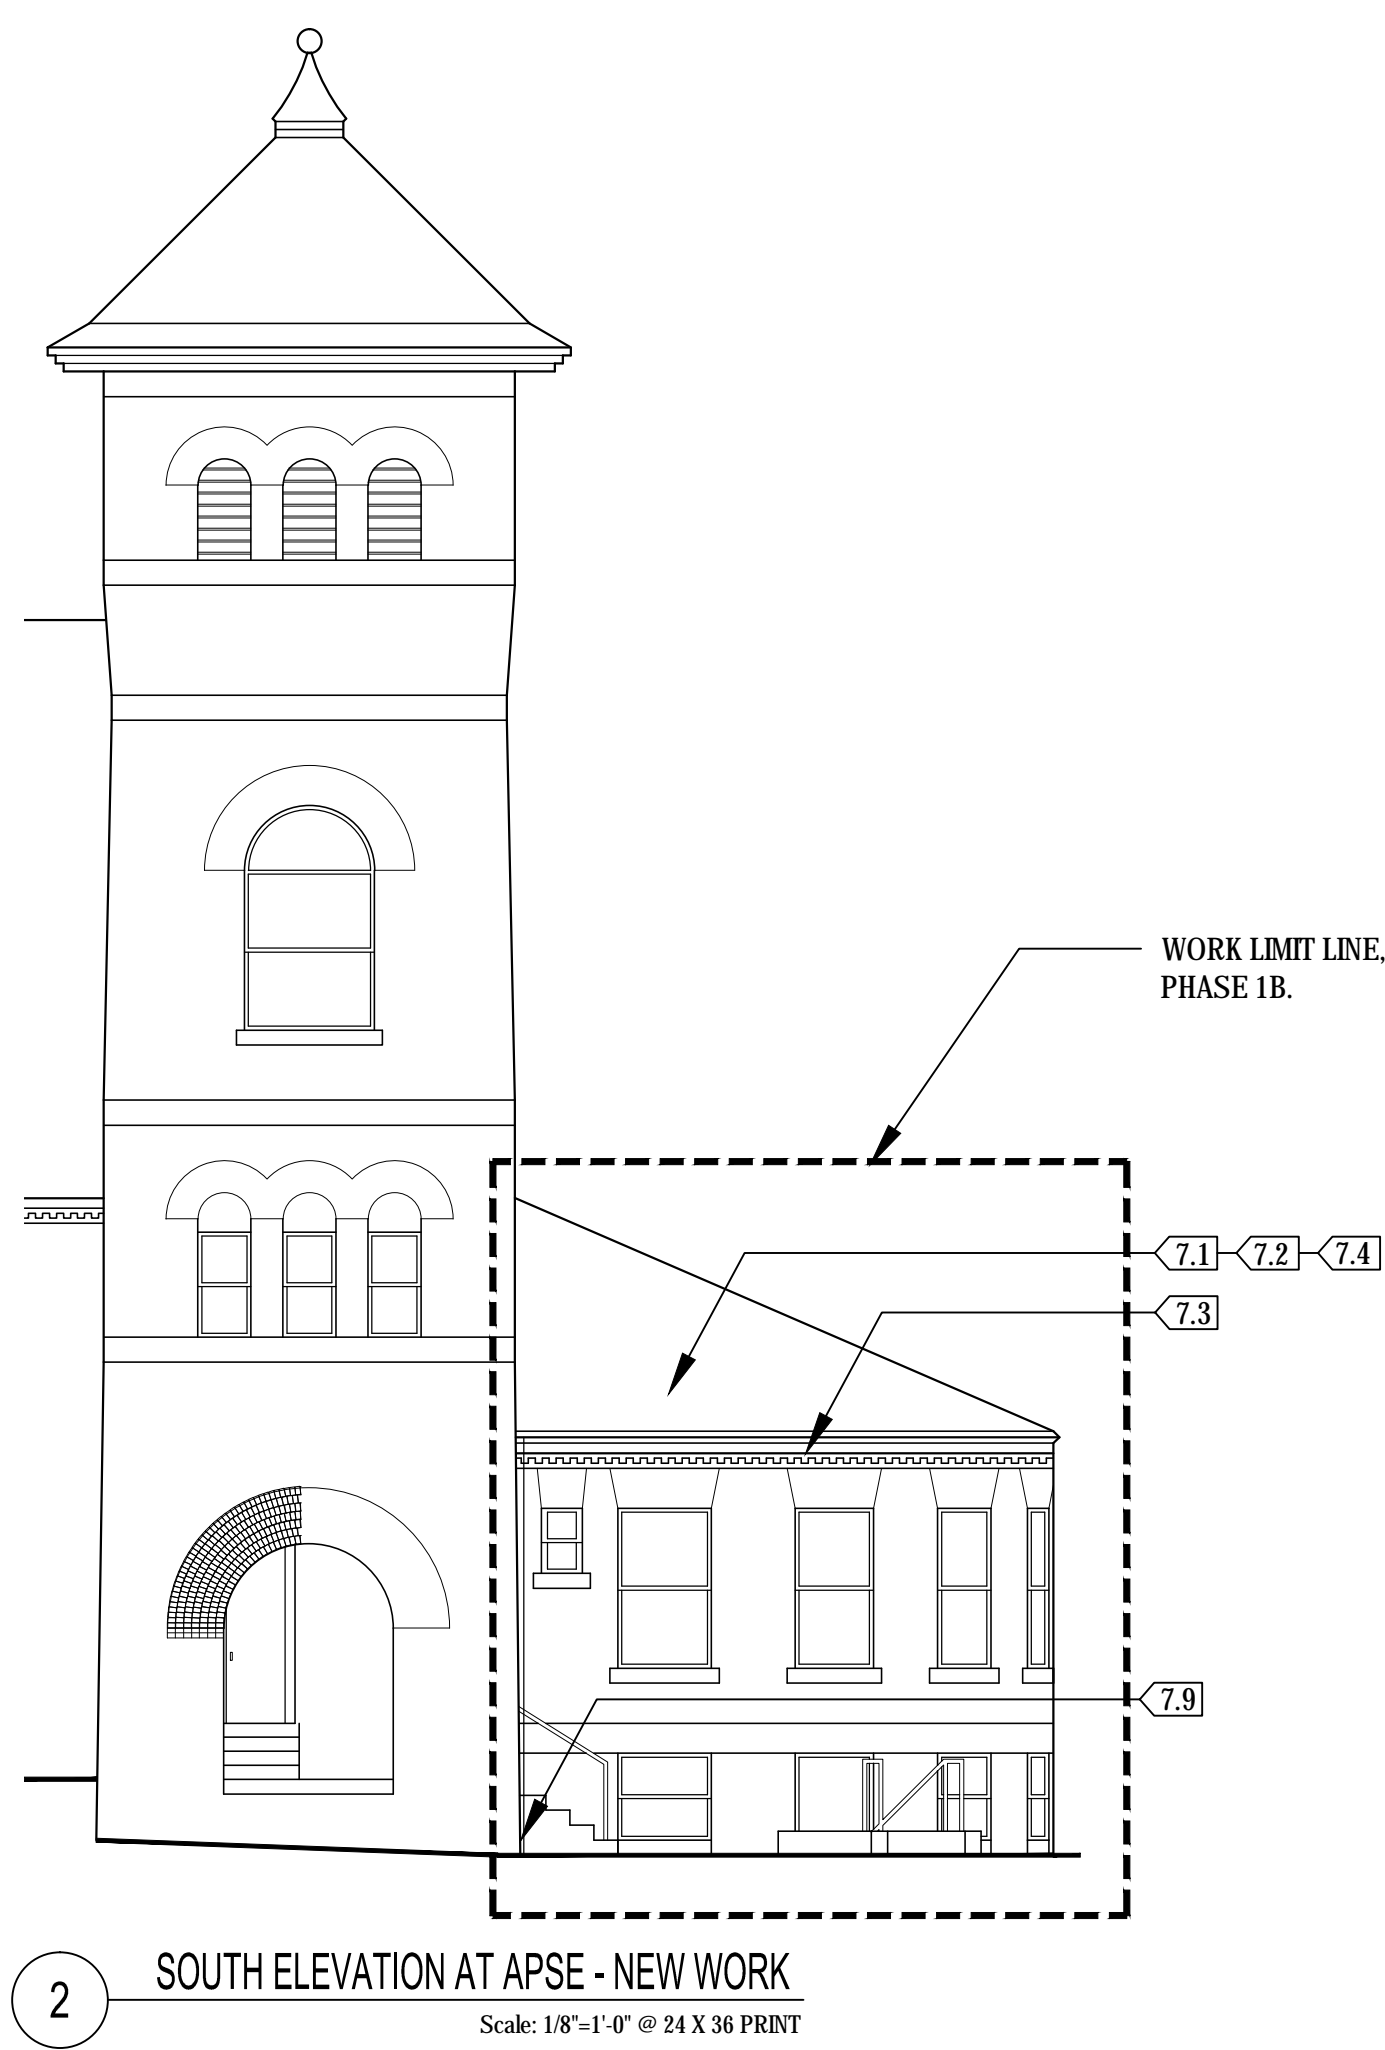 WORK LIMIT LINE,
PHASE 1B.
7.1 7.2 7.4
7.3
7.9
2
SOUTH ELEVATION AT APSE - NEW WORK
Scale: 1/8"=1'-0" @ 24 X 36 PRINT